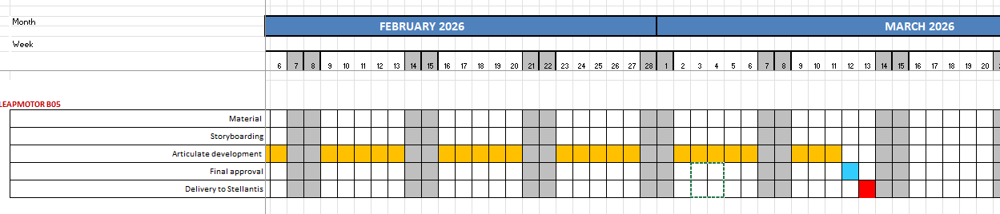 Month
FEBRUARY 2026
MARCH 2026
Week
6 7 8 9 10 11 12 13 14 15 16 17 18 19 20 21 22 23 24 25 26 27 28 1 2 3 4 5 6 7 8 9 10 11 12 13 14 15 16 17 18 19 20
LEAPMOTOR B05
Material
Storyboarding
Articulate development
Final approval
Delivery to Stellantis